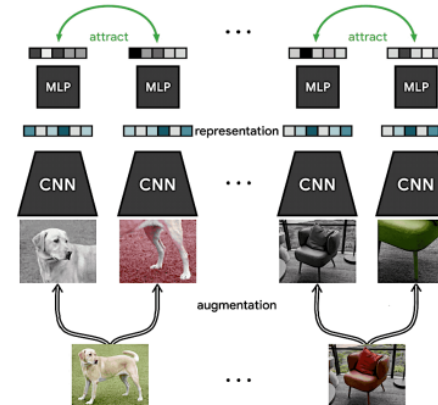 attract
...
attract
MLP
MLP
MLP
MLP
representation
CNN
CNN
...
CNN
CNN
augmentation
...